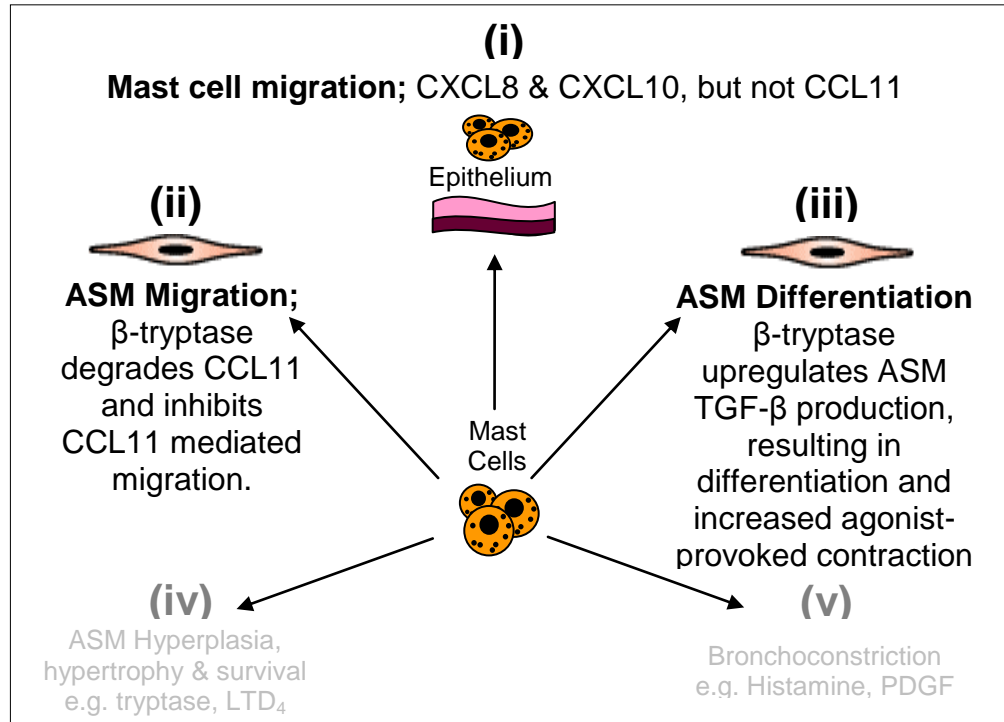 (i)
Mast cell migration; CXCL8 & CXCL10, but not CCL11
Epithelium
(ii)
ASM Migration;
β-tryptase
degrades CCL11
and inhibits
CCL11 mediated
migration.
(iii)
ASM Differentiation
β-tryptase
upregulates ASM
TGF-β production,
resulting in
differentiation and
increased agonist-
provoked contraction
Mast
Cells
(iv)
ASM Hyperplasia,
hypertrophy & survival
e.g. tryptase, LTD₄
(v)
Bronchoconstriction
e.g. Histamine, PDGF